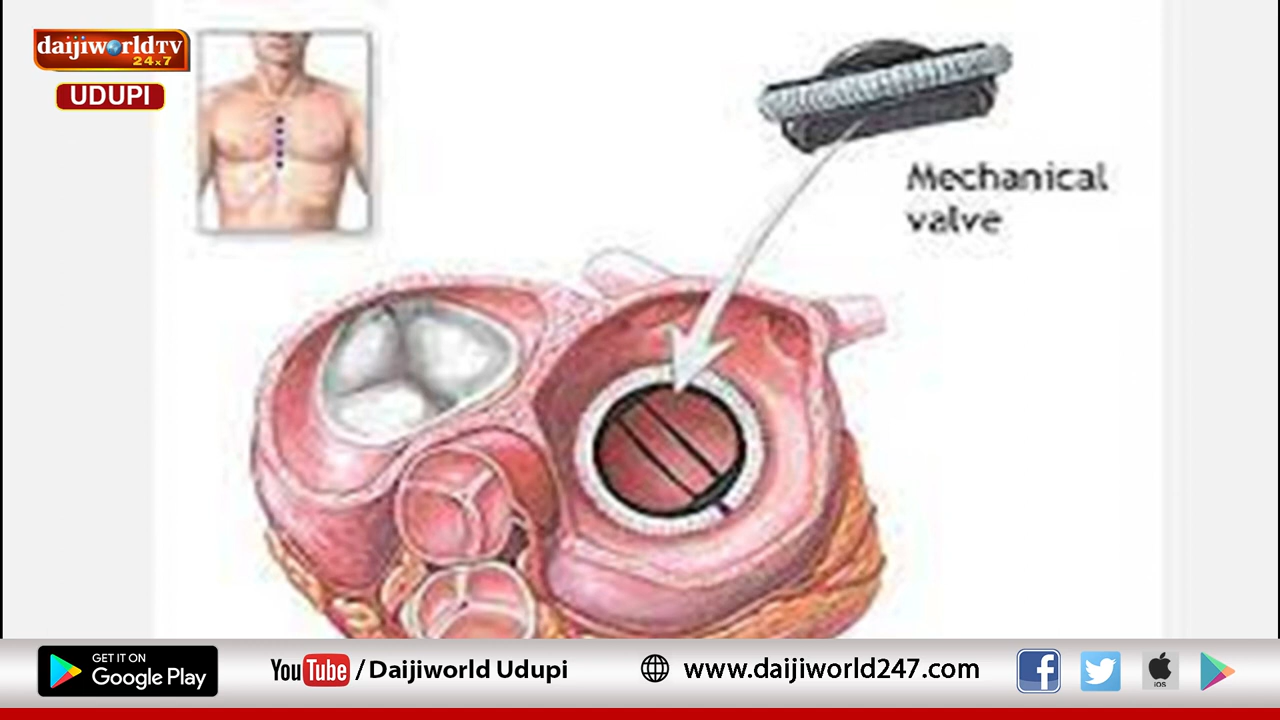 daijiworldTV
24x7
UDUPI
Mechanical
valve
GET IT ON
Google Play
YouTube / Daijiworld Udupi
www.daijiworld247.com
iOS